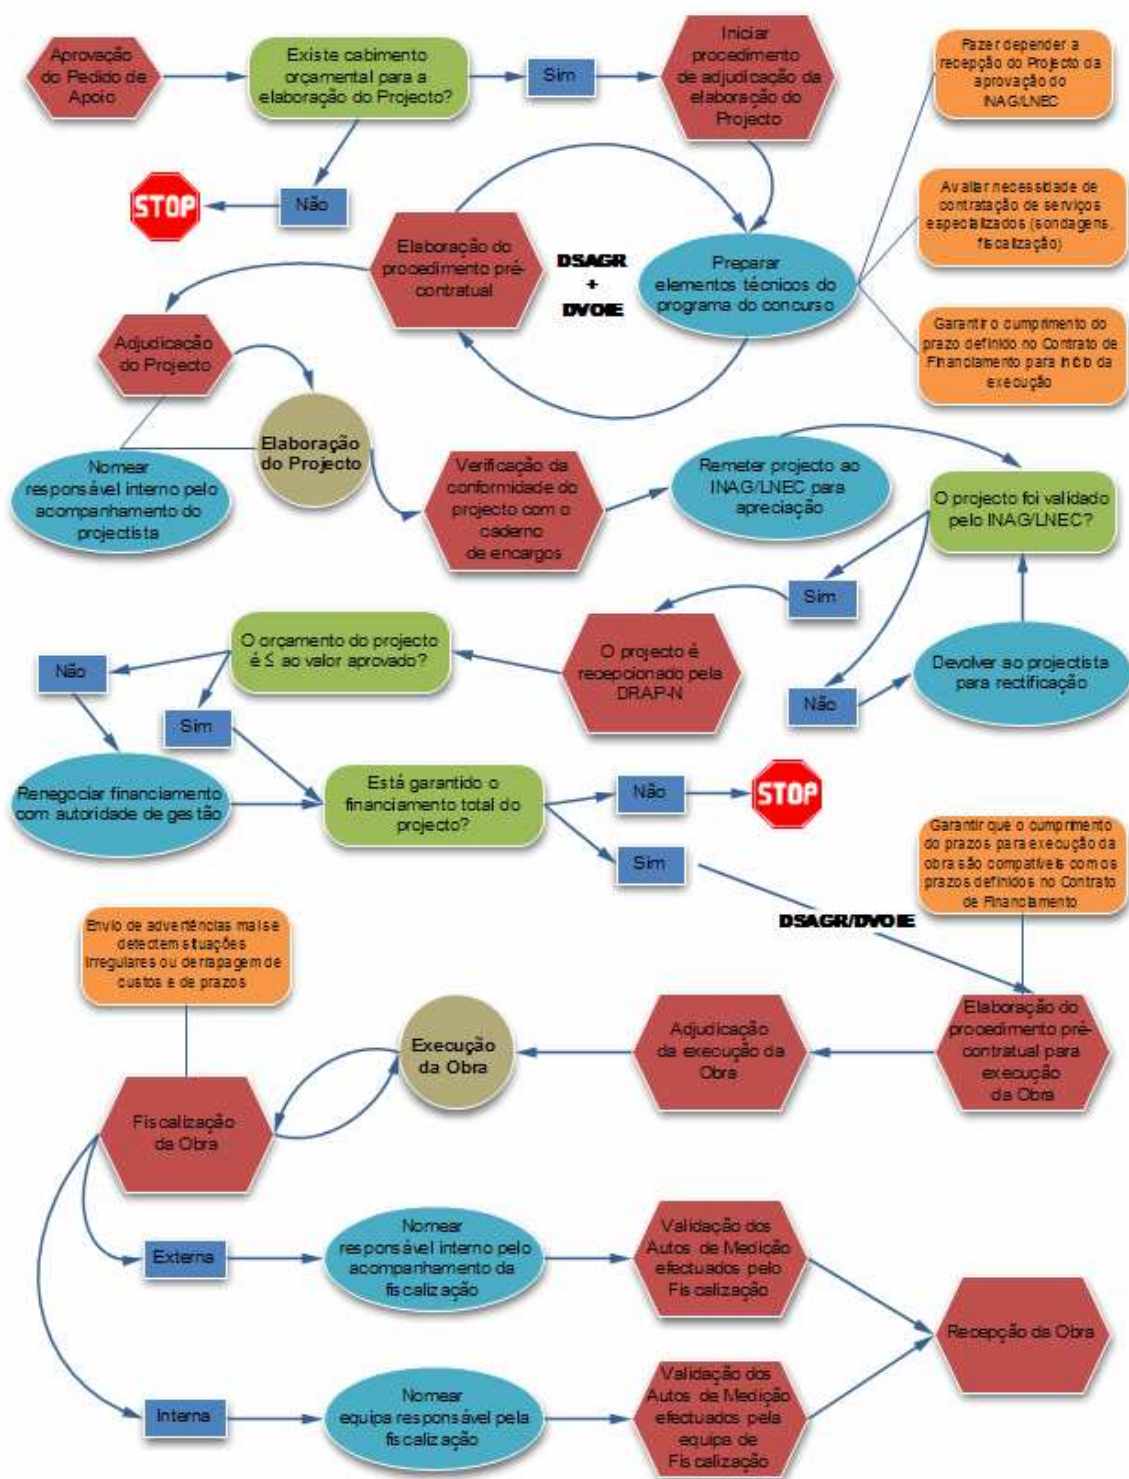 Aprovação
do Pedido de
Apoio
Existe cabimento
orçamental para a
elaboração do Projecto?
Sim
Iniciar
procedimento
de adjudicação da
elaboração do
Projecto
Fazer depender a
recepção do Projecto da
aprovação do
INAG/LNEC
STOP
Não
Avaliar necessidade de
contratação de serviços
especializados (sondagens,
fiscalização)
Elaboração do
procedimento pré-
contratual
DSAGR
+
DVOIE
Preparar
elementos técnicos do
programa do concurso
Garantir o cumprimento do
prazo definido no Contrato de
Financiamento para início da
execução
Adjudicação
do Projecto
Elaboração
do Projecto
Nomear
responsável interno pelo
acompanhamento do
projectista
Verificação da
conformidade do
projecto com o
caderno
de encargos
Remeter projecto ao
INAG/LNEC para
apreciação
O projecto foi validado
pelo INAG/LNEC?
Sim
Não
Devolver ao projectista
para rectificação
O projecto é
recepcionado pela
DRAP-N
O orçamento do projecto
é ≤ ao valor aprovado?
Não
Sim
Renegociar financiamento
com autoridade de gestão
Está garantido o
financiamento total do
projecto?
Não
STOP
Sim
Garantir que o cumprimento
do prazos para execução da
obra são compatíveis com os
prazos definidos no Contrato
de Financiamento
DSAGR/DVOIE
Envio de advertências mal se
detectem situações
irregulares ou derrapagem de
custos e de prazos
Elaboração do
procedimento pré-
contratual para
execução
da Obra
Adjudicação
da execução da
Obra
Execução
da Obra
Fiscalização
da Obra
Externa
Nomear
responsável interno pelo
acompanhamento da
fiscalização
Validação dos
Autos de Medição
efectuados pelo
Fiscalização
Recepção da Obra
Interna
Nomear
equipa responsável pela
fiscalização
Validação dos
Autos de Medição
efectuados pela
equipa de
Fiscalização